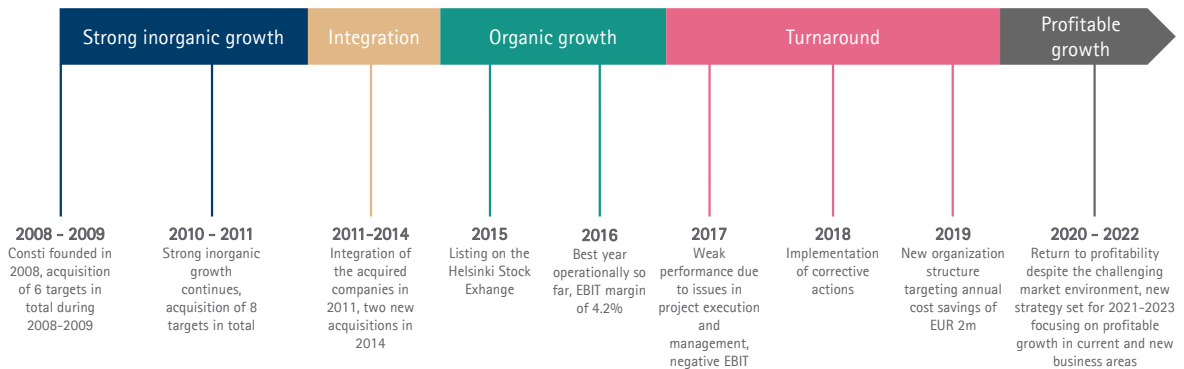 Strong inorganic growth
Integration
Organic growth
Turnaround
Profitable
growth
2008 - 2009
Consti founded in
2008, acquisition
of 6 targets in
total during
2008-2009
2010 - 2011
Strong inorganic
growth
continues,
acquisition of 8
targets in total
2011-2014
Integration of
the acquired
companies in
2011, two new
acquisitions in
2014
2015
Listing on the
Helsinki Stock
Exhange
2016
Best year
operationally so
far, EBIT margin
of 4.2%
2017
Weak
performance due
to issues in
project execution
and
management,
negative EBIT
2018
Implementation
of corrective
actions
2019
New organization
structure
targeting annual
cost savings of
EUR 2m
2020 - 2022
Return to profitability
despite the challenging
market environment, new
strategy set for 2021-2023
focusing on profitable
growth in current and new
business areas